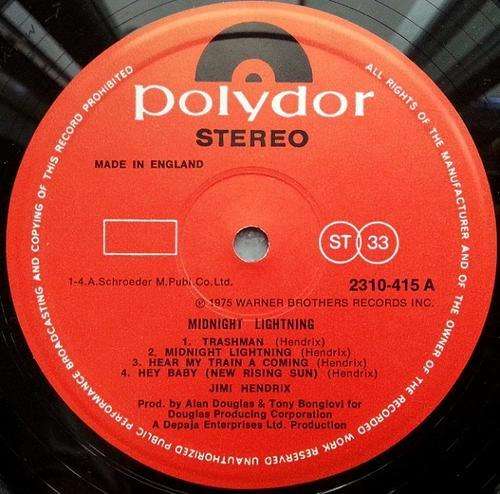 polydor
STEREO
MADE IN ENGLAND
ST 33
1-4.A.Schroeder M.Publ.Co.Ltd.
2310-415 A
℗ 1975 WARNER BROTHERS RECORDS INC.
MIDNIGHT LIGHTNING
1. TRASHMAN (Hendrix)
2. MIDNIGHT LIGHTNING (Hendrix)
3. HEAR MY TRAIN A COMING (Hendrix)
4. HEY BABY (NEW RISING SUN) (Hendrix)
JIMI HENDRIX
Prod. by Alan Douglas & Tony Bongiovi for
Douglas Producing Corporation
A Depaja Enterprises Ltd. Production
ALL RIGHTS OF THE MANUFACTURER AND OF THE OWNER OF THE RECORDED WORK RESERVED UNAUTHORIZED PUBLIC PERFORMANCE BROADCASTING AND COPYING OF THIS RECORD PROHIBITED